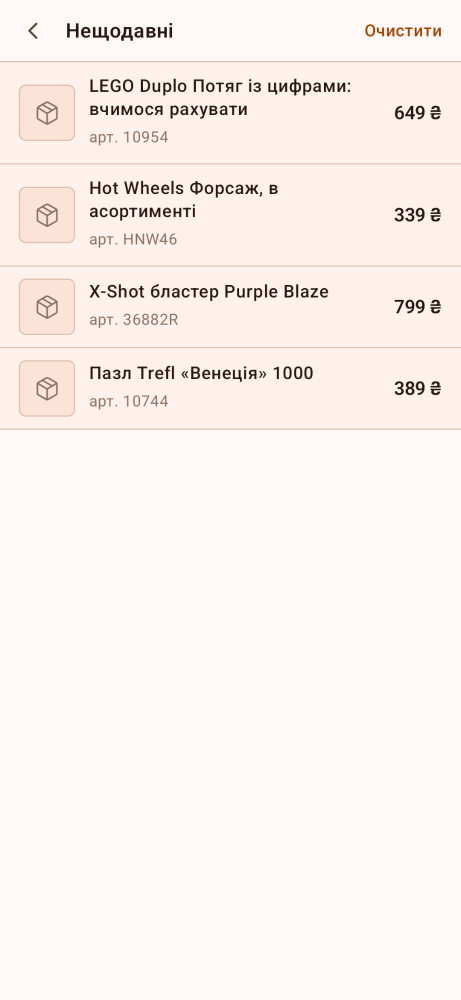 Нещодавні
Очистити
LEGO Duplo Потяг із цифрами:
вчимося рахувати
арт. 10954
649 ₴
Hot Wheels Форсаж, в
асортименті
арт. HNW46
339 ₴
X-Shot бластер Purple Blaze
арт. 36882R
799 ₴
Пазл Trefl «Венеція» 1000
арт. 10744
389 ₴